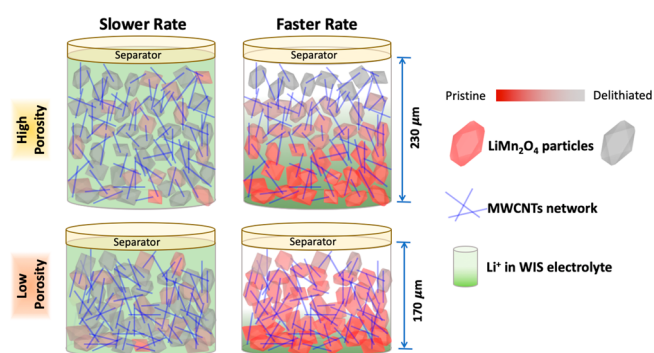 Slower Rate
Faster Rate
Separator
Separator
High
Porosity
230 μm
Pristine
Delithiated
LiMn₂O₄ particles
MWCNTs network
Li⁺ in WIS electrolyte
Separator
Separator
Low
Porosity
170 μm